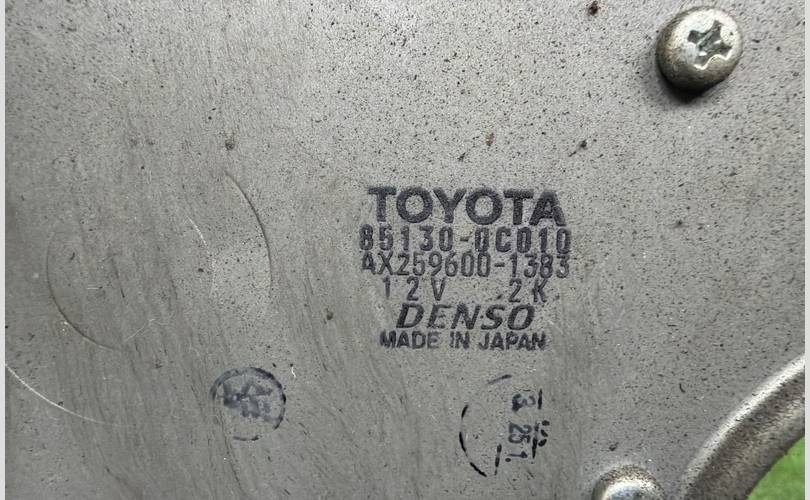 TOYOTA
85130-0C010
AX259600-1383
12V 2K
DENSO
MADE IN JAPAN